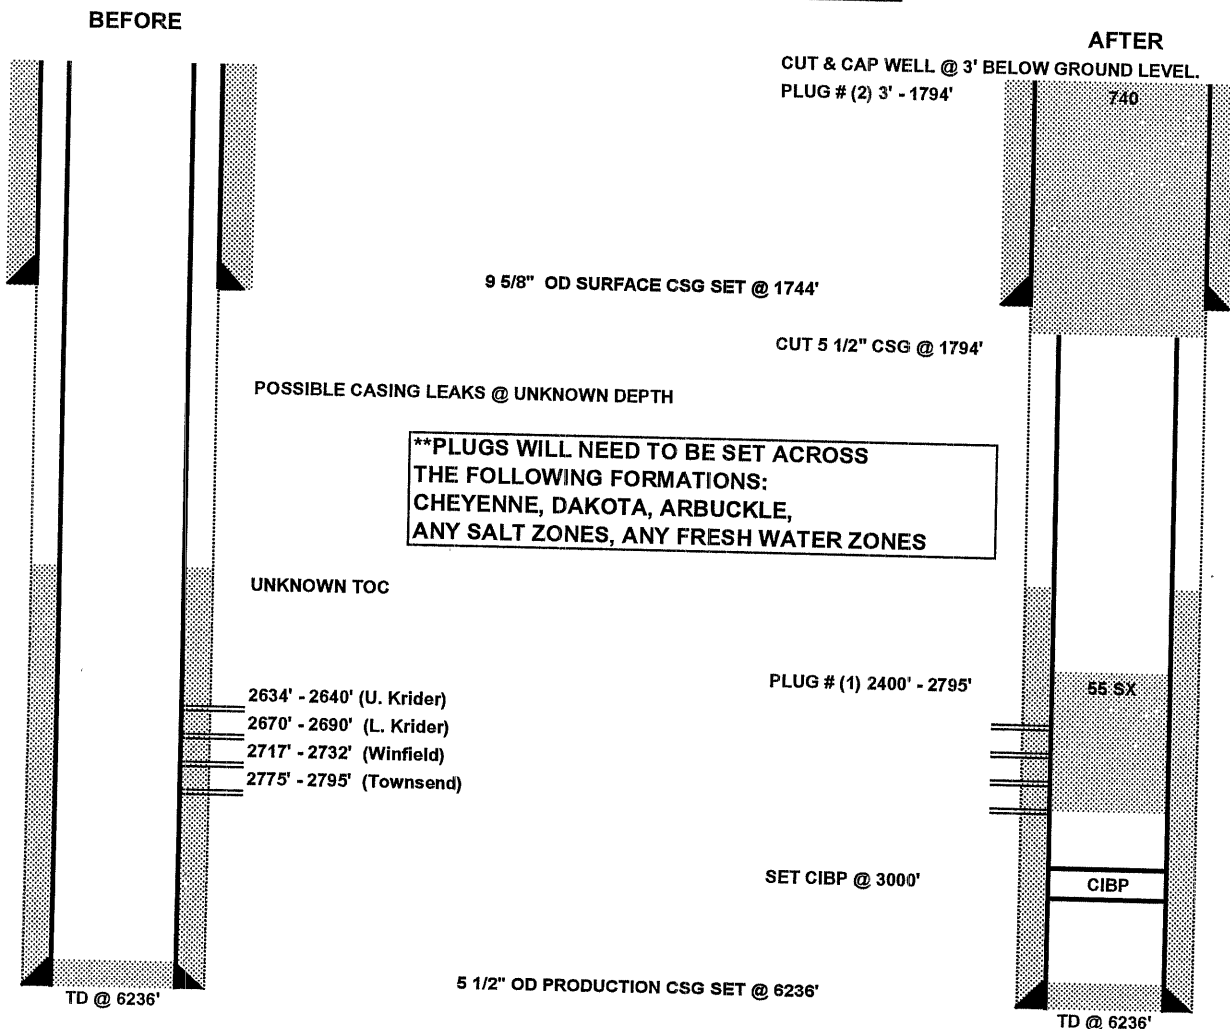 BEFORE
AFTER
CUT & CAP WELL @ 3' BELOW GROUND LEVEL.
PLUG # (2) 3' - 1794'
740
9 5/8" OD SURFACE CSG SET @ 1744'
CUT 5 1/2" CSG @ 1794'
POSSIBLE CASING LEAKS @ UNKNOWN DEPTH
**PLUGS WILL NEED TO BE SET ACROSS
THE FOLLOWING FORMATIONS:
CHEYENNE, DAKOTA, ARBUCKLE,
ANY SALT ZONES, ANY FRESH WATER ZONES
UNKNOWN TOC
PLUG # (1) 2400' - 2795'
55 SX
2634' - 2640' (U. Krider)
2670' - 2690' (L. Krider)
2717' - 2732' (Winfield)
2775' - 2795' (Townsend)
SET CIBP @ 3000'
CIBP
5 1/2" OD PRODUCTION CSG SET @ 6236'
TD @ 6236'
TD @ 6236'